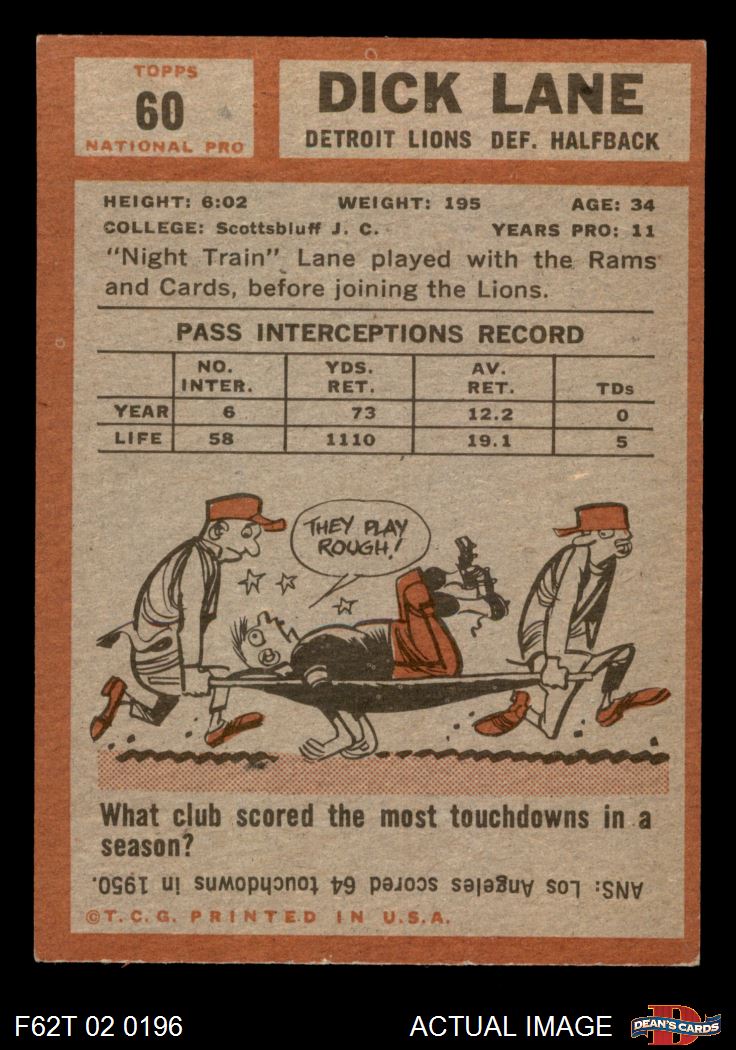 TOPPS
60
NATIONAL PRO
DICK LANE
DETROIT LIONS DEF. HALFBACK
HEIGHT: 6:02 WEIGHT: 195 AGE: 34
COLLEGE: Scottsbluff J. C. YEARS PRO: 11
"Night Train" Lane played with the Rams
and Cards, before joining the Lions.
PASS INTERCEPTIONS RECORD
NO. INTER. YDS. RET. AV. RET. TDs
YEAR 6 73 12.2 0
LIFE 58 1110 19.1 5
THEY PLAY
ROUGH!
What club scored the most touchdowns in a
season?
ANS: Los Angeles scored 64 touchdowns in 1950.
©T.C.G. PRINTED IN U.S.A.
F62T 02 0196 ACTUAL IMAGE
DEAN'S CARDS